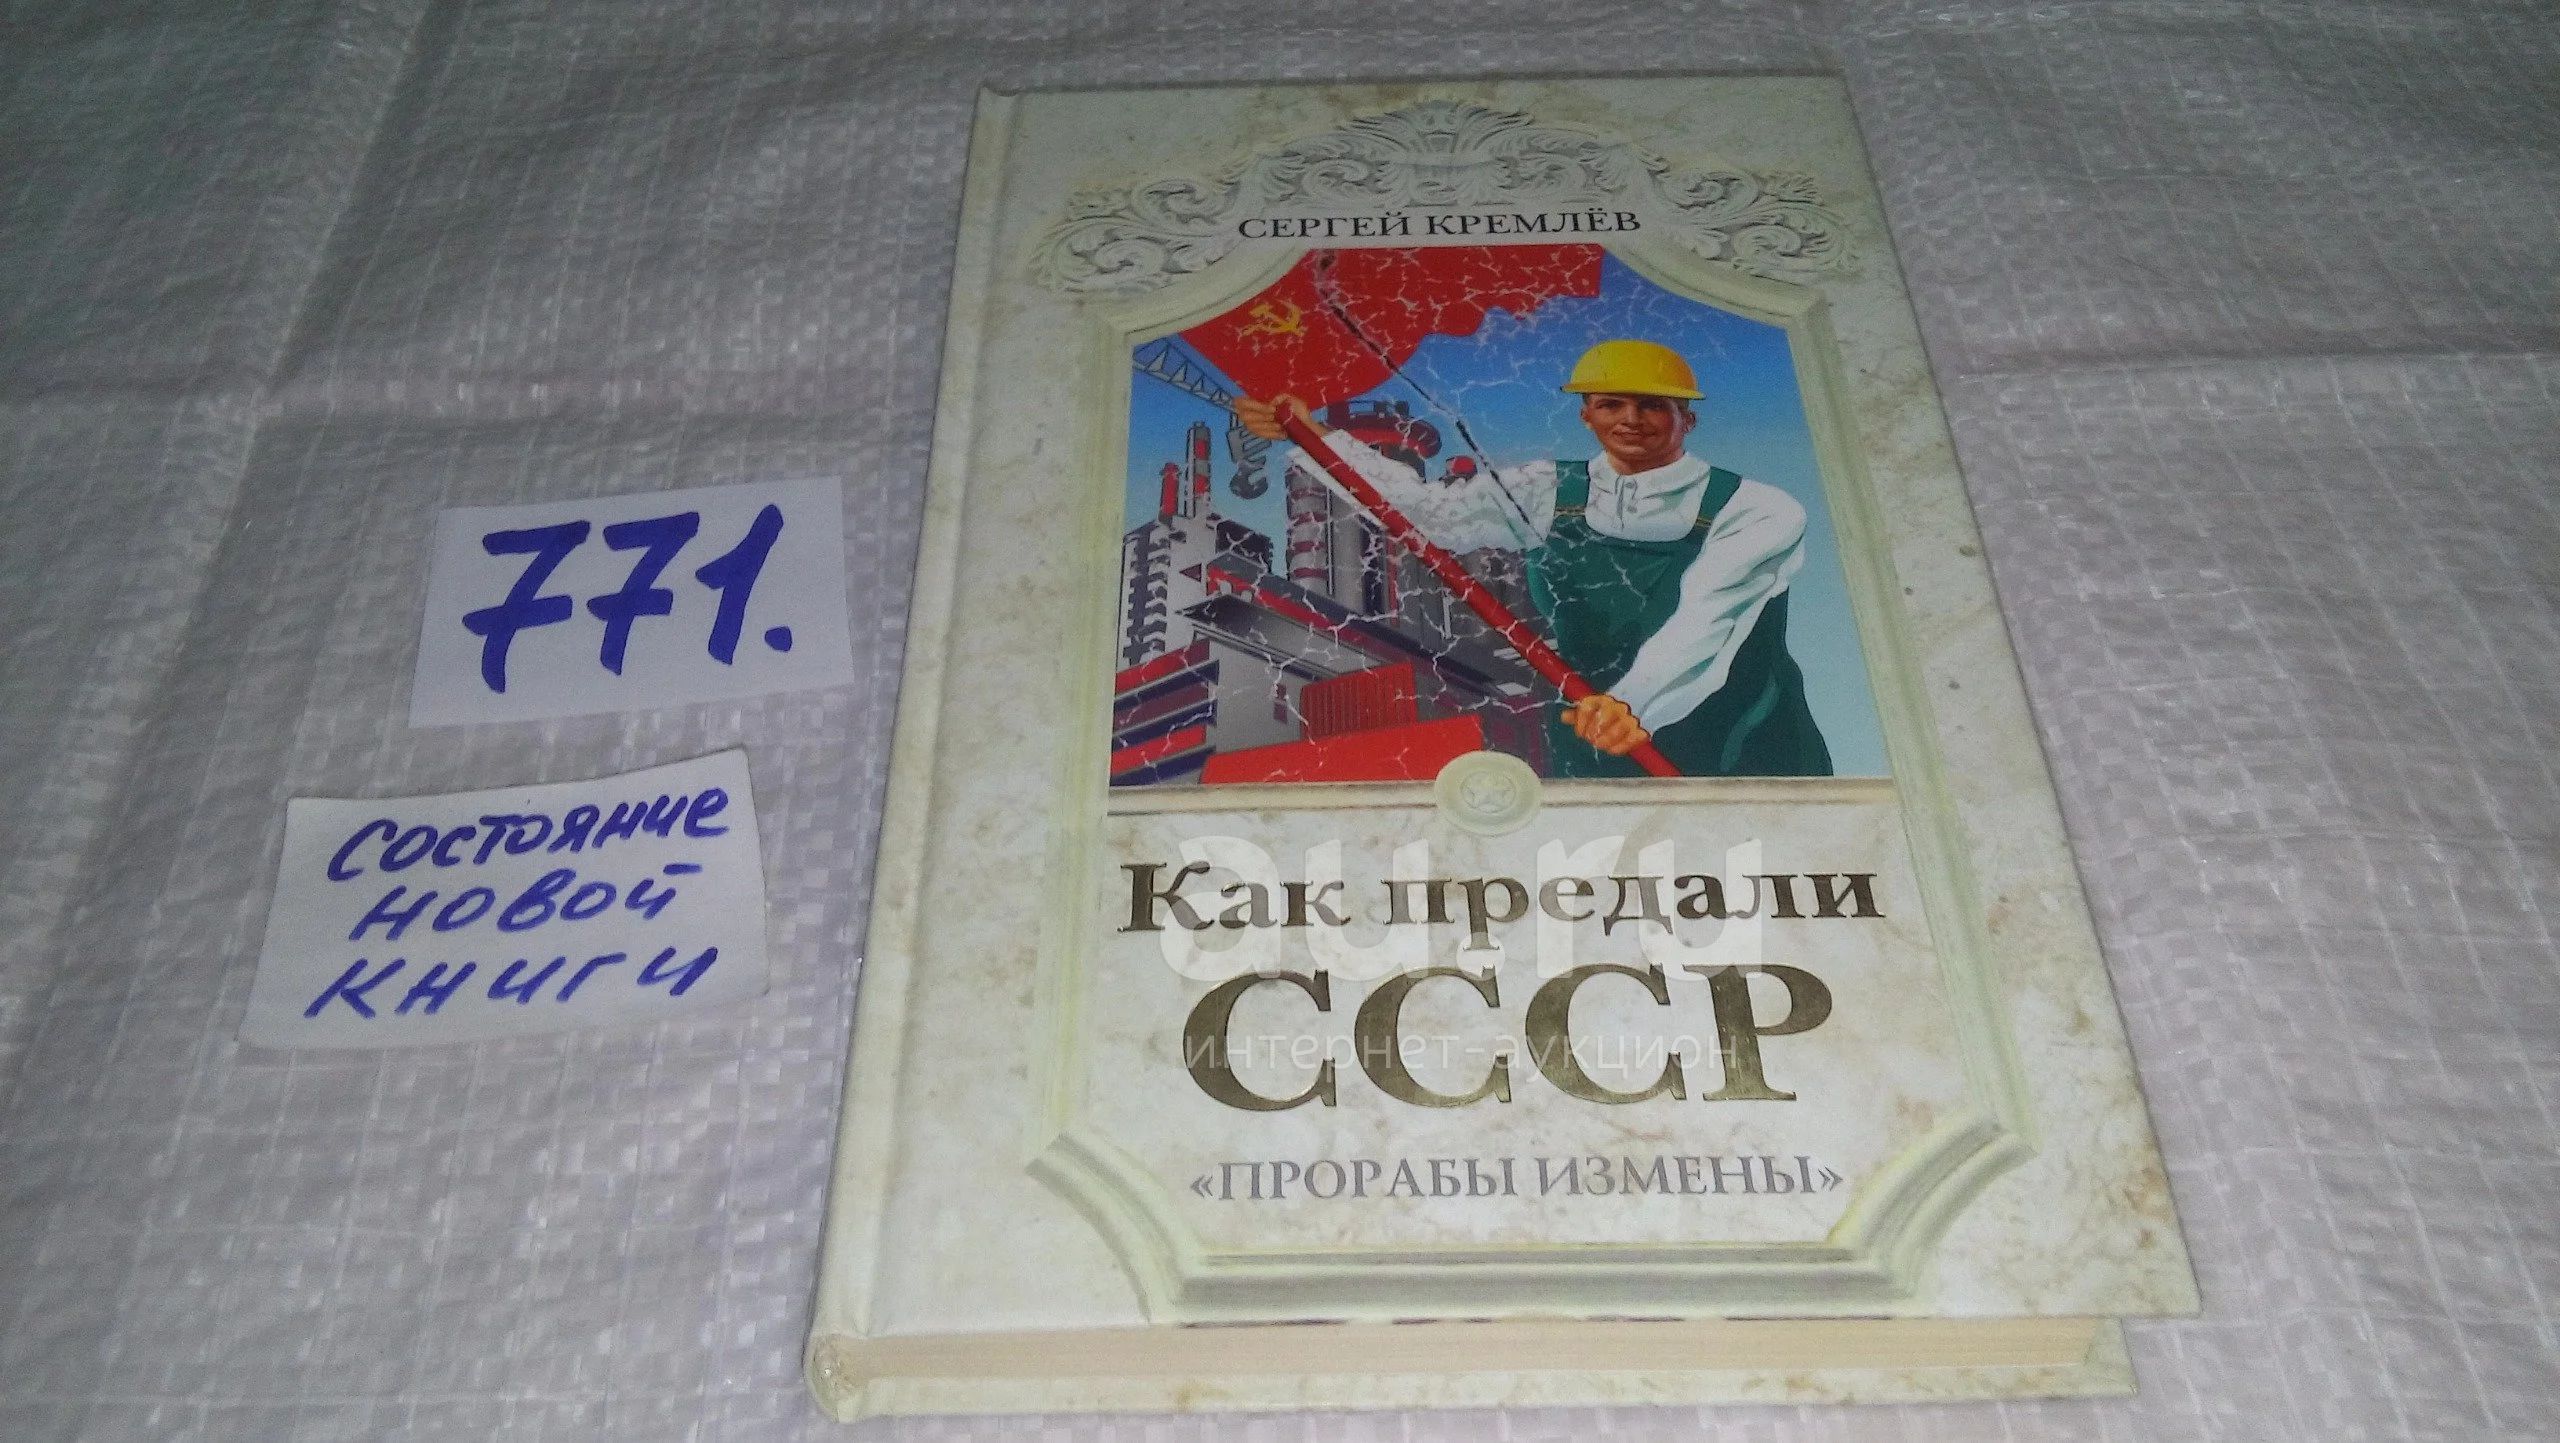 СЕРГЕЙ КРЕМЛЁВ
771.
состояние
новой
книги
Как предали
СССР
«ПРОРАБЫ ИЗМЕНЫ»
au.ru
интернет-аукцион